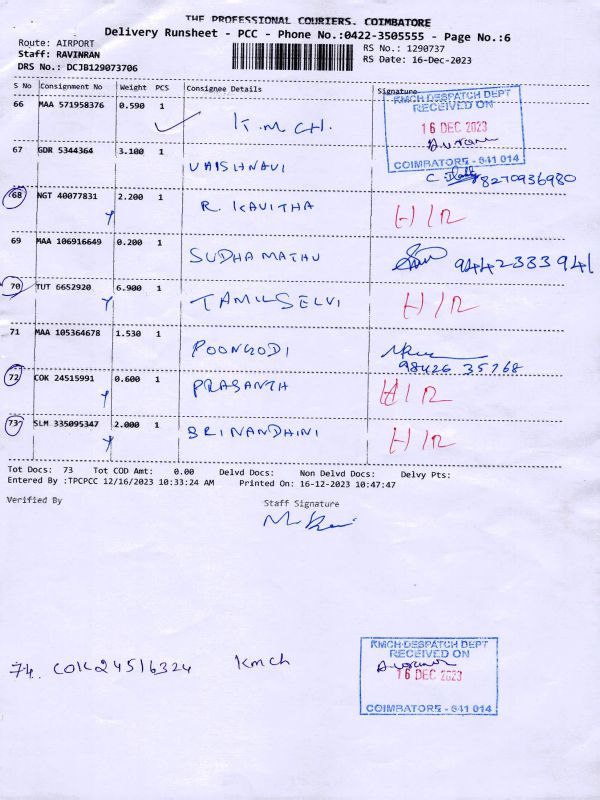 THE PROFESSIONAL COURIERS. COIMBATORE
Delivery Runsheet - PCC - Phone No.:0422-3505555 - Page No.:6
Route: AIRPORT
RS No.: 1290737
Staff: RAVINRAN
RS Date: 16-Dec-2023
DRS No.: DCJB129073706
S No Consignment No Weight PCS Consignee Details Signature
66 MAA 571958376 0.590 1 K.M.CH.
KMCH DESPATCH DEPT
RECEIVED ON
16 DEC 2023
COIMBATORE - 641 014
67 GDR 5344364 3.100 1 VAISHNAVI 8270936980
68 NGT 40077831 2.200 1 R. KAVITHA H/R
69 MAA 106916649 0.200 1 SUDHA MATHU 9442333941
70 TUT 6652920 6.900 1 TAMILSELVI H/R
71 MAA 105364678 1.530 1 POONGODI
98426 35768
72 COK 24515991 0.600 1 PRASANTH H/R
73 SLM 335095347 2.000 1 SRINANDHINI H/R
Tot Docs: 73 Tot COD Amt: 0.00 Delvd Docs: Non Delvd Docs: Delvy Pts:
Entered By :TPCPCC 12/16/2023 10:33:24 AM Printed On: 16-12-2023 10:47:47
Verified By Staff Signature
74. COK24516324 KMCH
KMCH DESPATCH DEPT
RECEIVED ON
16 DEC 2023
COIMBATORE - 641 014